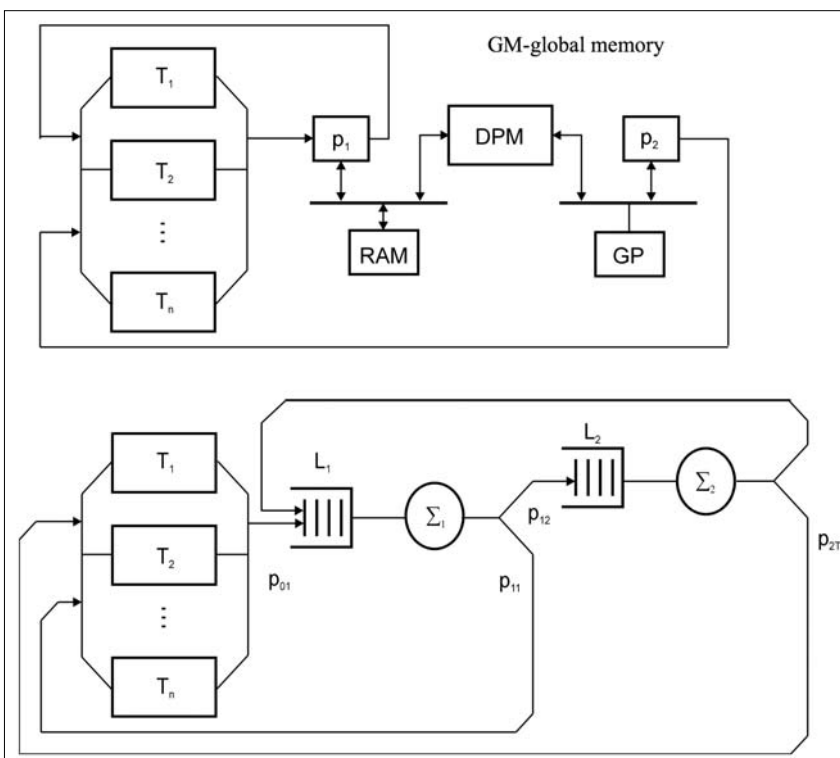 GM-global memory
T₁
T₂
⋮
Tₙ
p₁
DPM
p₂
RAM
GP
T₁
T₂
⋮
Tₙ
L₁
L₂
Σ₁
Σ₂
p₀₁
p₁₂
p₁₁
p₂T